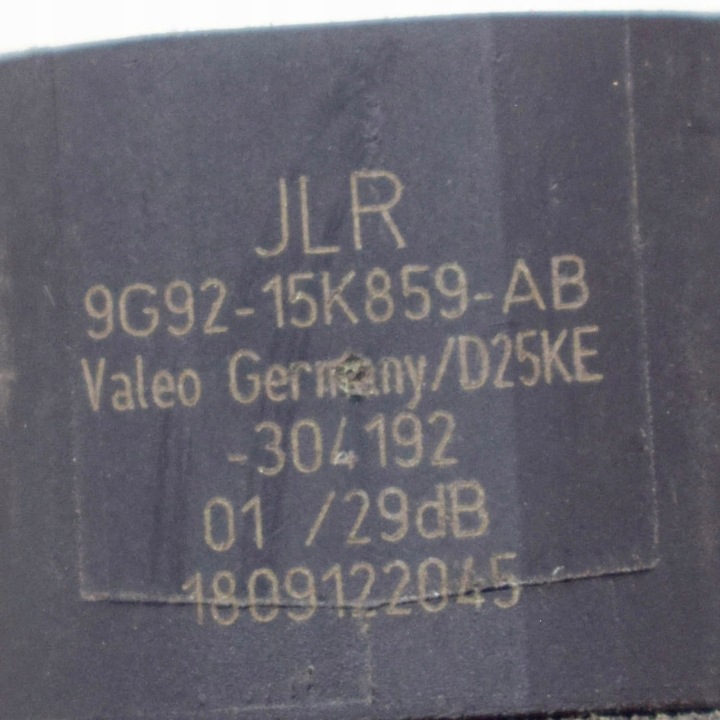 JLR
9G92-15K859-AB
Valeo Germany/D25KE
-304192
01 /29dB
1809122045